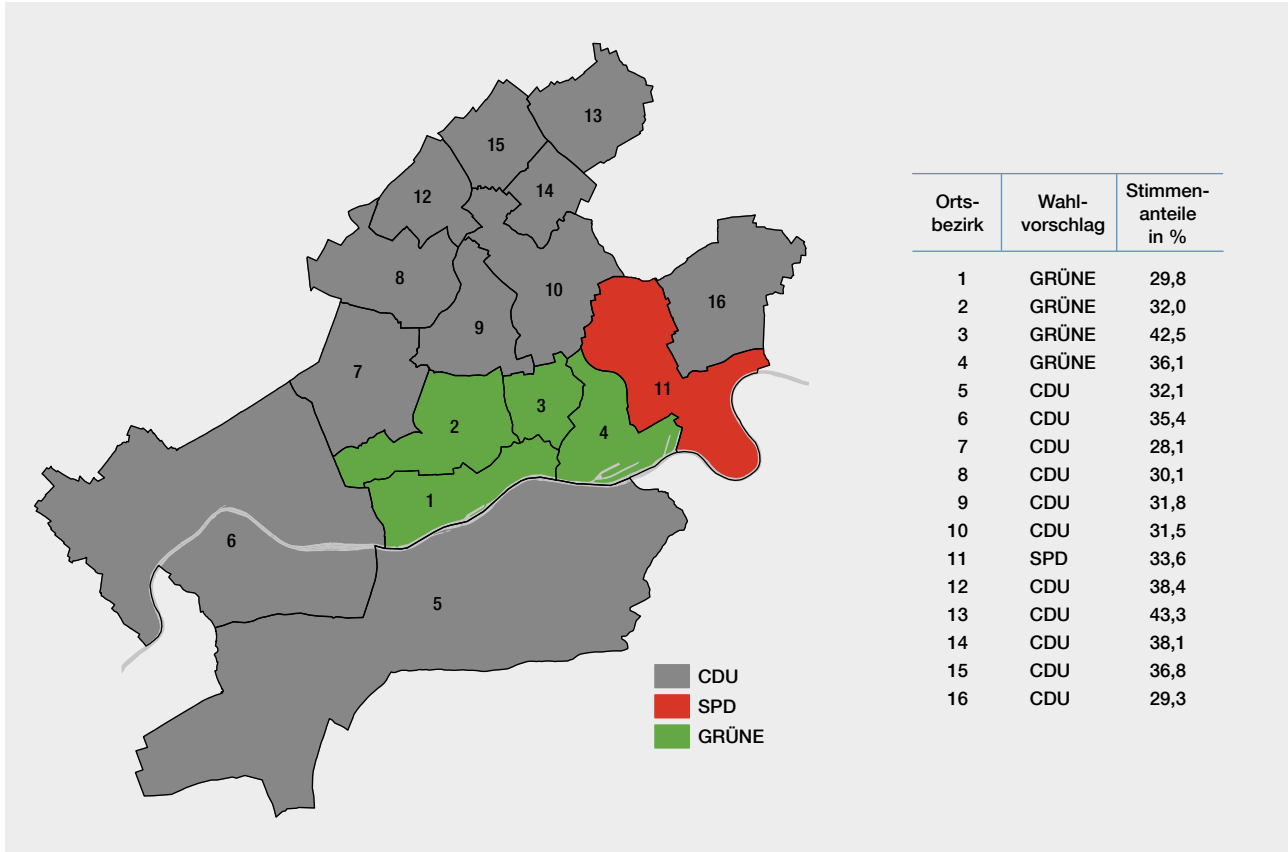 13
15
14
12
16
8
10
9
7
11
3
2
4
1
6
5
CDU
SPD
GRÜNE
Orts-
bezirk
Wahl-
vorschlag
Stimmen-
anteile
in %
1 GRÜNE 29,8
2 GRÜNE 32,0
3 GRÜNE 42,5
4 GRÜNE 36,1
5 CDU 32,1
6 CDU 35,4
7 CDU 28,1
8 CDU 30,1
9 CDU 31,8
10 CDU 31,5
11 SPD 33,6
12 CDU 38,4
13 CDU 43,3
14 CDU 38,1
15 CDU 36,8
16 CDU 29,3